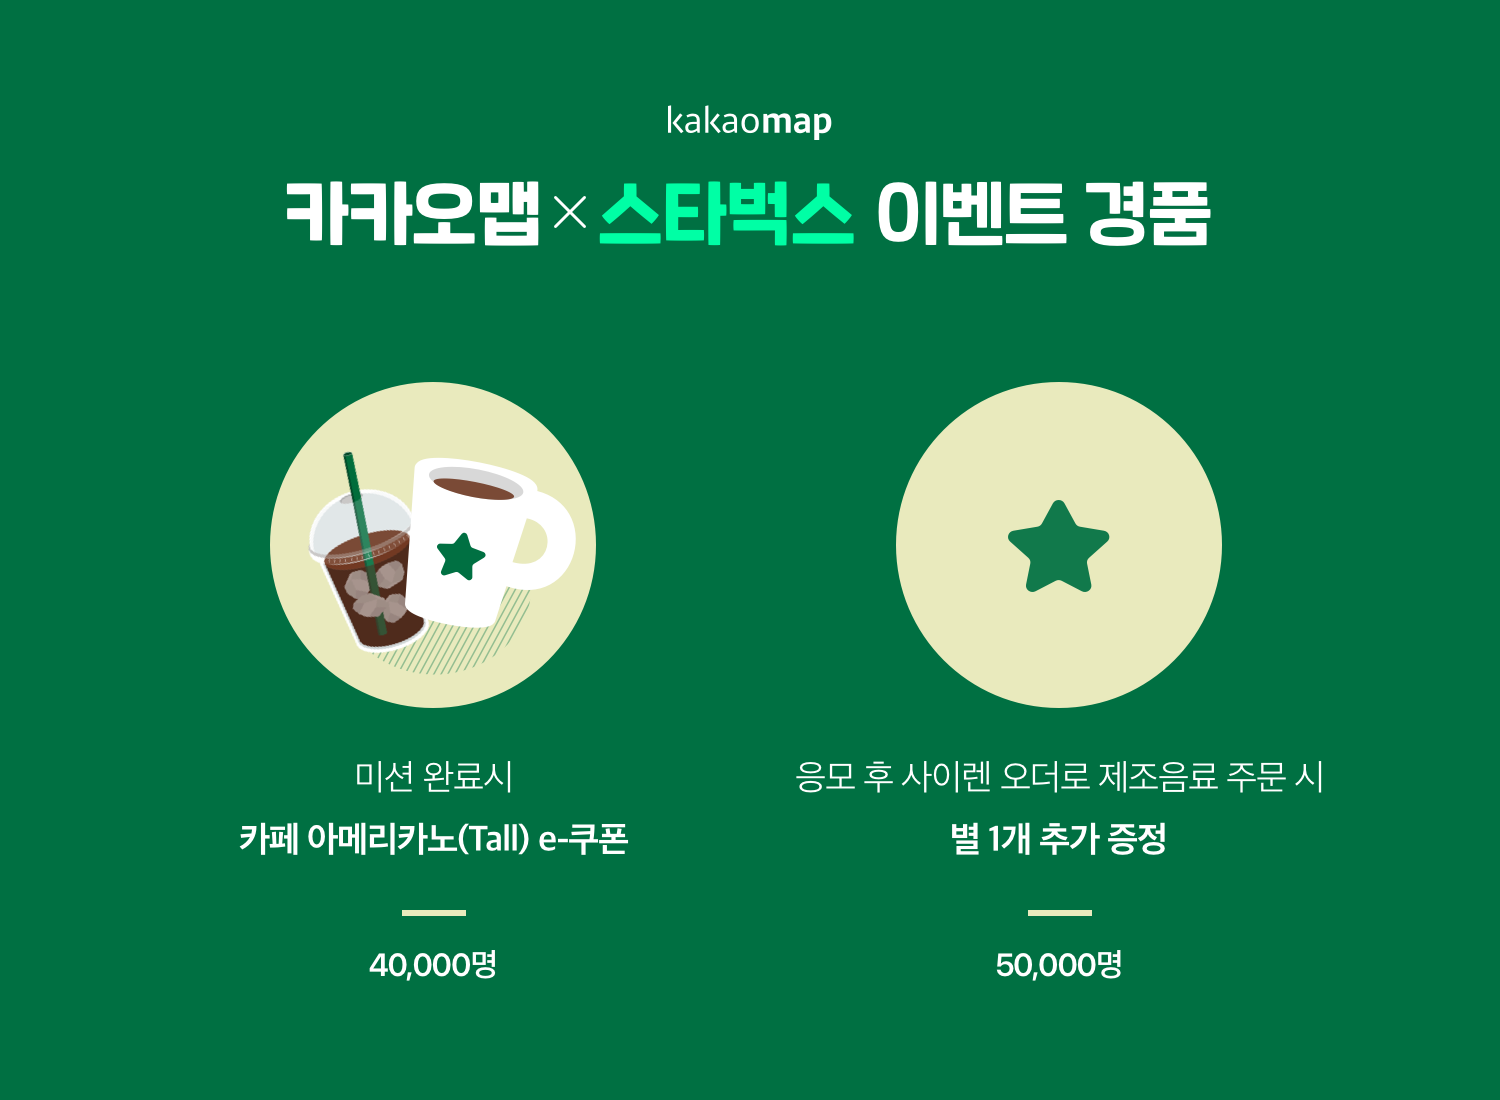 kakaomap
카카오맵×스타벅스 이벤트 경품
미션 완료시
카페 아메리카노(Tall) e-쿠폰
40,000명
응모 후 사이렌 오더로 제조음료 주문 시
별 1개 추가 증정
50,000명